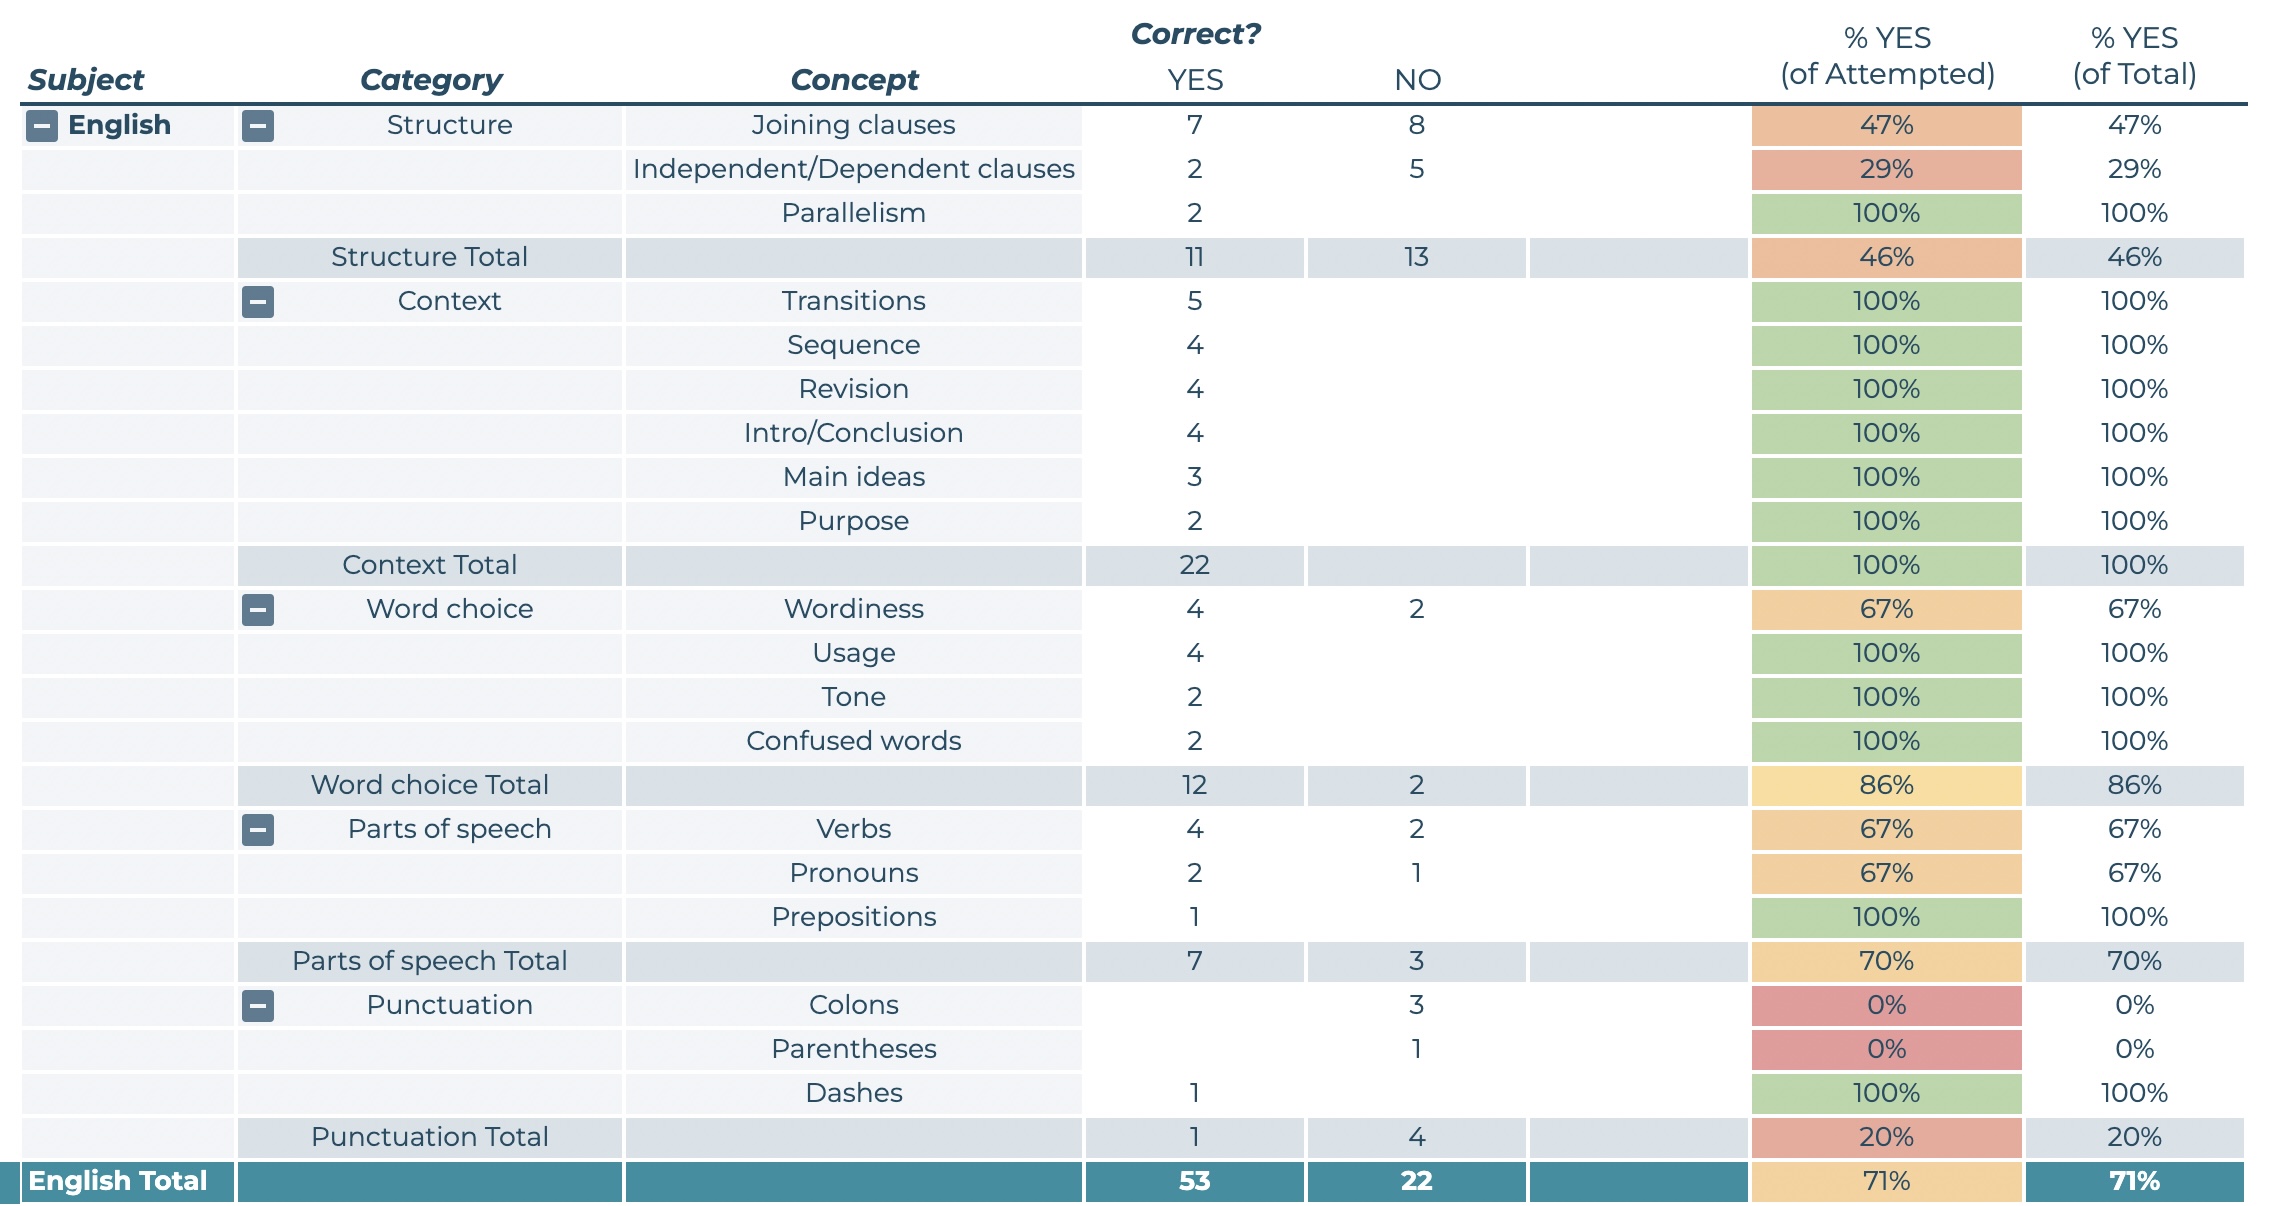 Correct?
% YES % YES
Subject Category Concept YES NO (of Attempted) (of Total)
English Structure Joining clauses 7 8 47% 47%
Independent/Dependent clauses 2 5 29% 29%
Parallelism 2 100% 100%
Structure Total 11 13 46% 46%
Context Transitions 5 100% 100%
Sequence 4 100% 100%
Revision 4 100% 100%
Intro/Conclusion 4 100% 100%
Main ideas 3 100% 100%
Purpose 2 100% 100%
Context Total 22 100% 100%
Word choice Wordiness 4 2 67% 67%
Usage 4 100% 100%
Tone 2 100% 100%
Confused words 2 100% 100%
Word choice Total 12 2 86% 86%
Parts of speech Verbs 4 2 67% 67%
Pronouns 2 1 67% 67%
Prepositions 1 100% 100%
Parts of speech Total 7 3 70% 70%
Punctuation Colons 3 0% 0%
Parentheses 1 0% 0%
Dashes 1 100% 100%
Punctuation Total 1 4 20% 20%
English Total 53 22 71% 71%